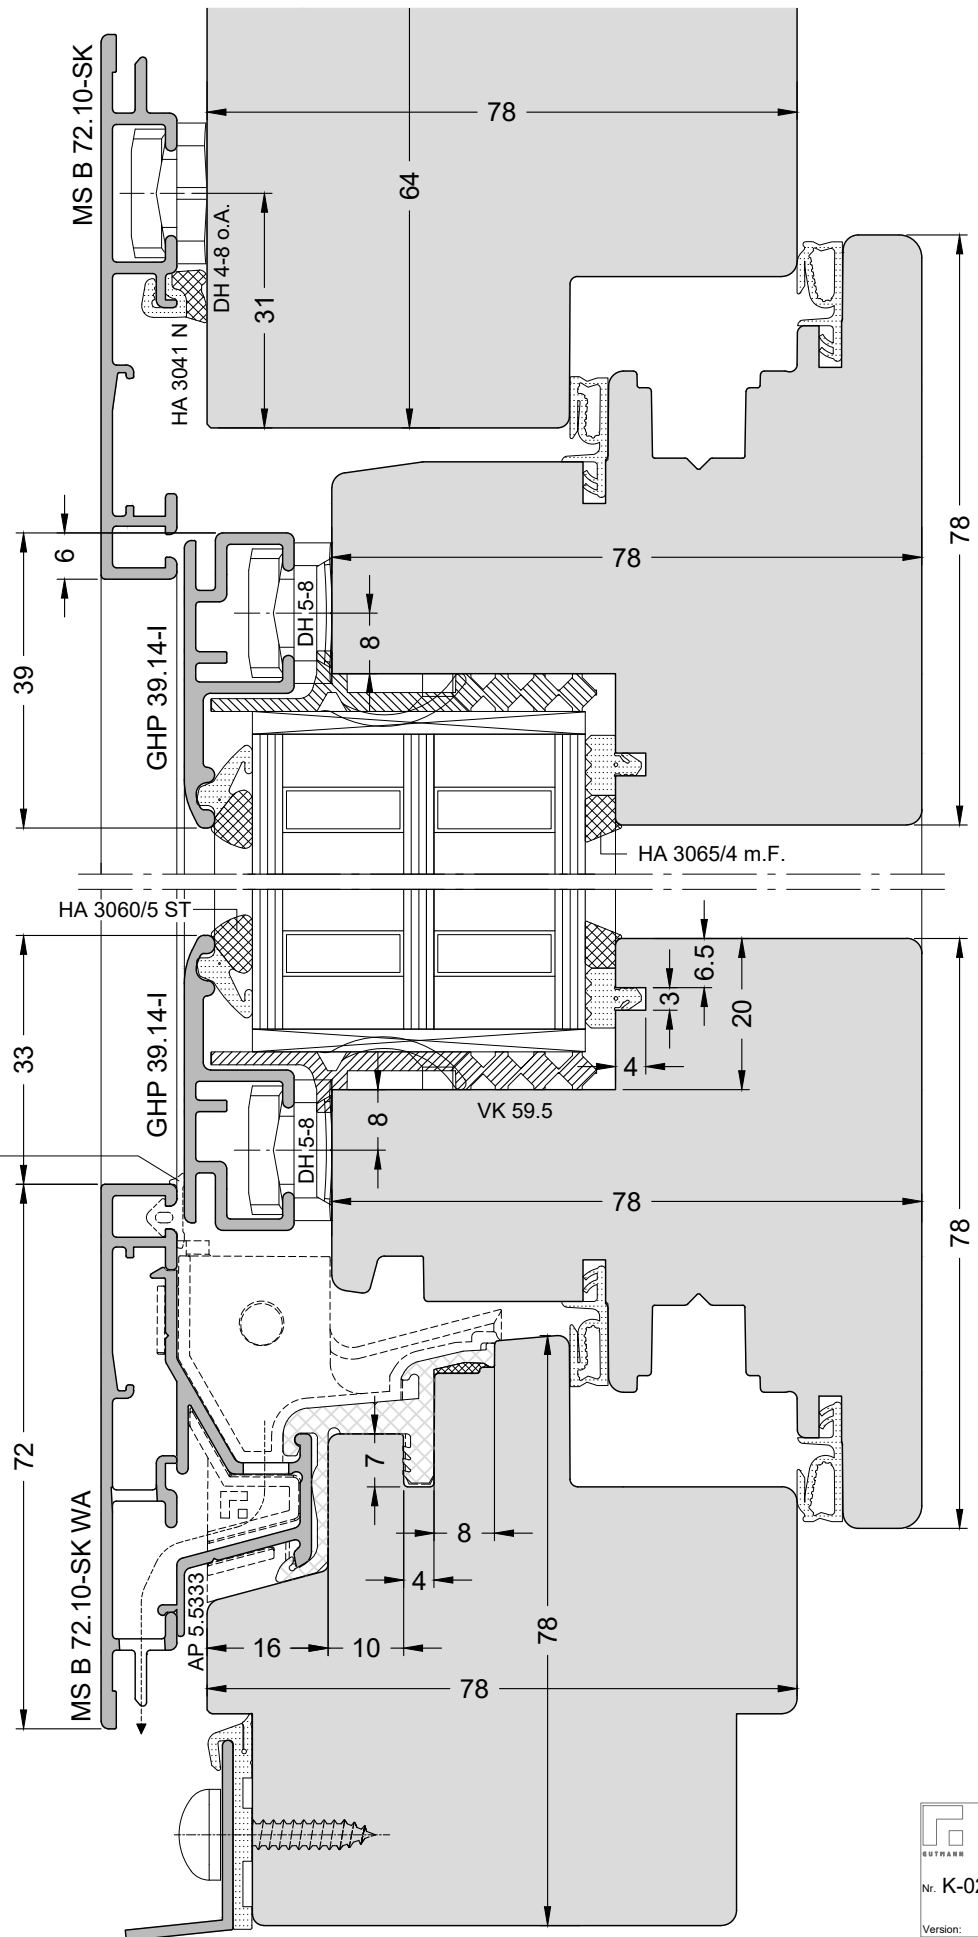 MS B 72.10-SK
78
64
DH 4-8 o.A.
31
HA 3041 N
6
78
78
DH 5-8
8
39
GHP 39.14-I
HA 3065/4 m.F.
HA 3060/5 ST
6.5
3
20
4
33
GHP 39.14-I
8
VK 59.5
DH 5-8
78
78
72
7
8
4
MS B 72.10-SK WA
AP 5.5333
16
10
78
78
GUTMANN
Nr. K-02
Version: